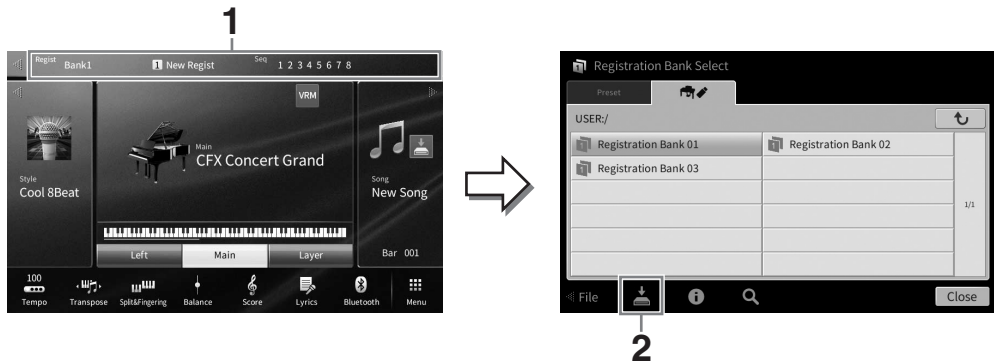 1
Regist Bank1 1 New Regist Seq 1 2 3 4 5 6 7 8
VRM
Main
CFX Concert Grand
Style
Cool 8Beat
Song
New Song
Left Main Layer
Bar 001
100
Tempo Transpose Split&Fingering Balance Score Lyrics Bluetooth Menu
Registration Bank Select
Preset
USER:/
Registration Bank 01 Registration Bank 02
Registration Bank 03
1/1
File Close
2